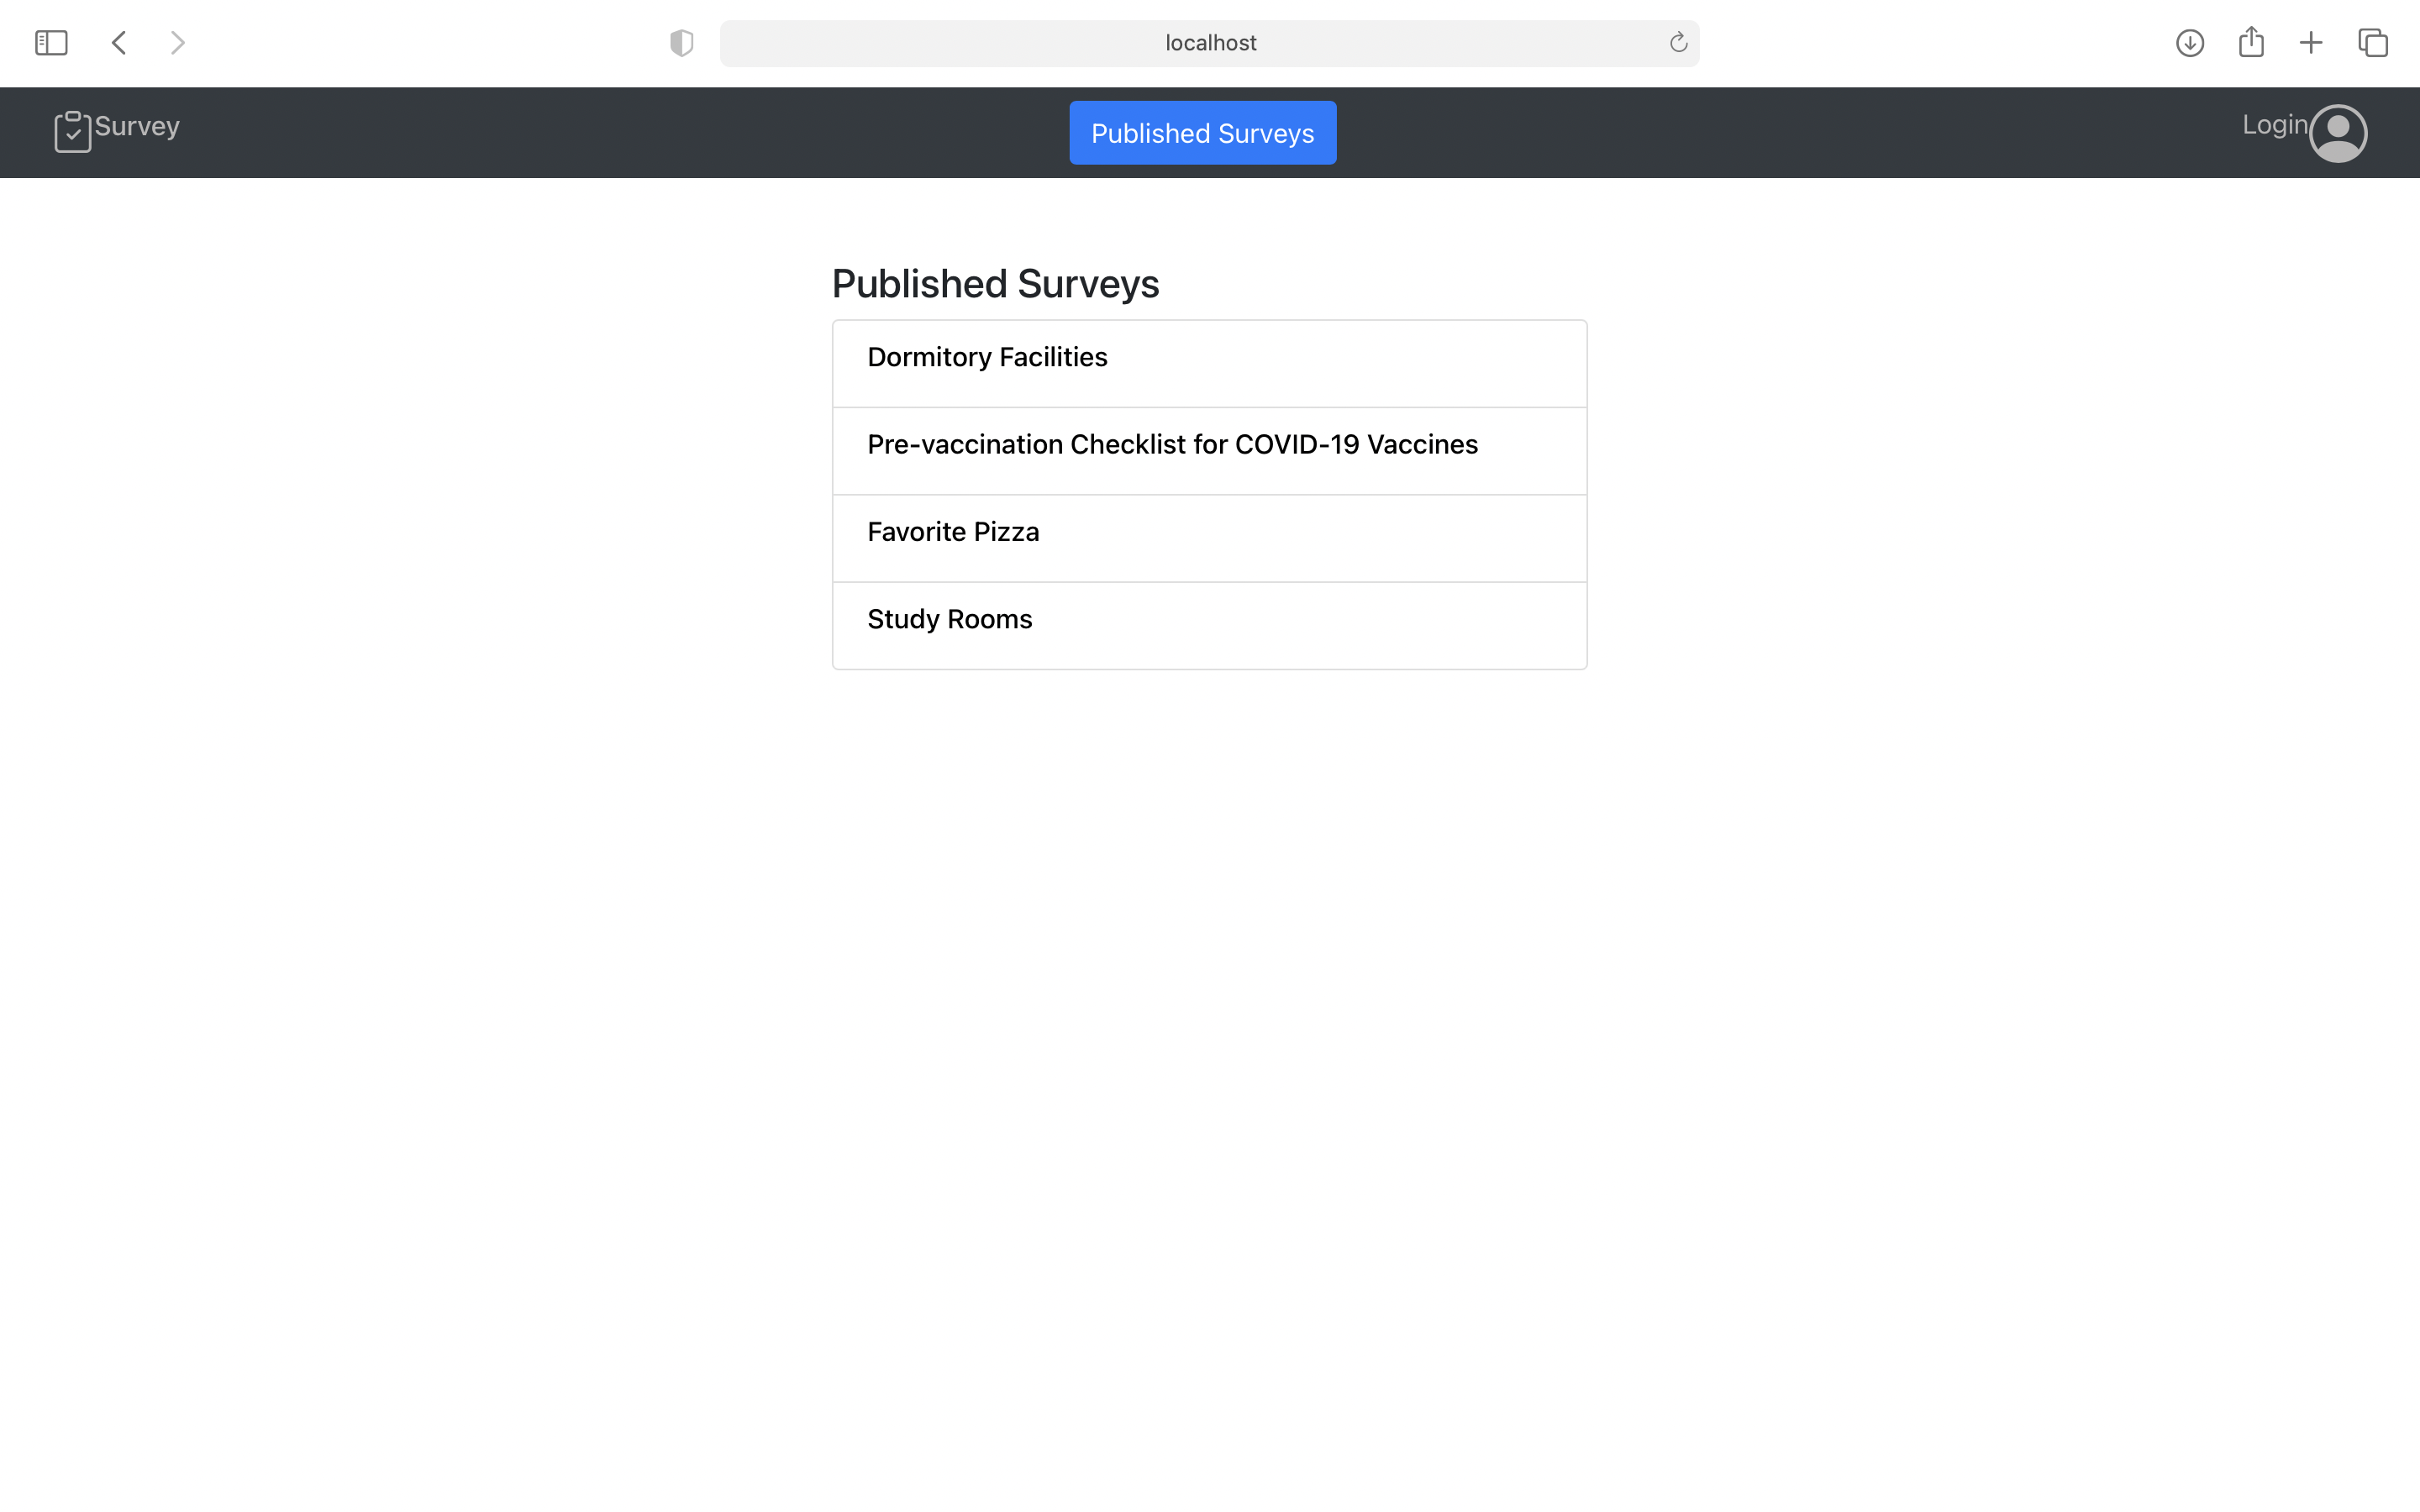 localhost
Survey
Published Surveys
Login
Published Surveys
Dormitory Facilities
Pre-vaccination Checklist for COVID-19 Vaccines
Favorite Pizza
Study Rooms